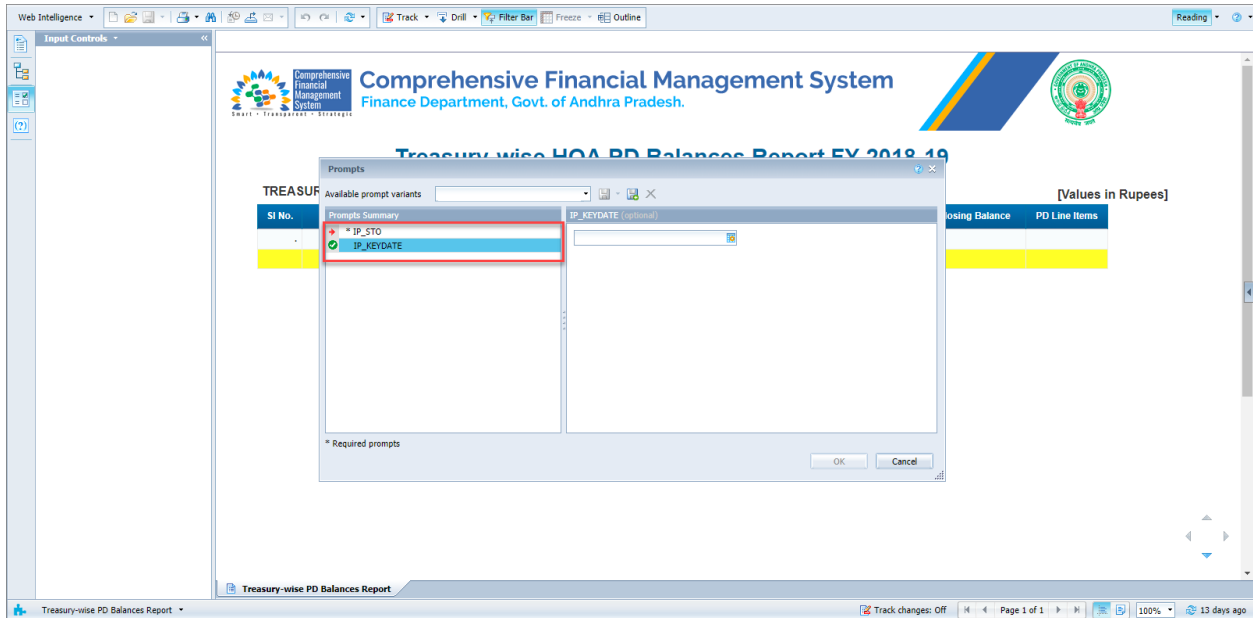 Web Intelligence
Track
Drill
Filter Bar
Freeze
Outline
Reading
Input Controls
Comprehensive
Financial
Management
System
Smart · Transparent · Strategic
Comprehensive Financial Management System
Finance Department, Govt. of Andhra Pradesh.
Treasury-wise HOA PD Balances Report FY 2018-19
TREASUR
[Values in Rupees]
Sl No.
losing Balance
PD Line Items
Prompts
Available prompt variants
Prompts Summary
* IP_STO
IP_KEYDATE
IP_KEYDATE (optional)
* Required prompts
OK
Cancel
Treasury-wise PD Balances Report
Treasury-wise PD Balances Report
Track changes: Off
Page 1 of 1
100%
13 days ago